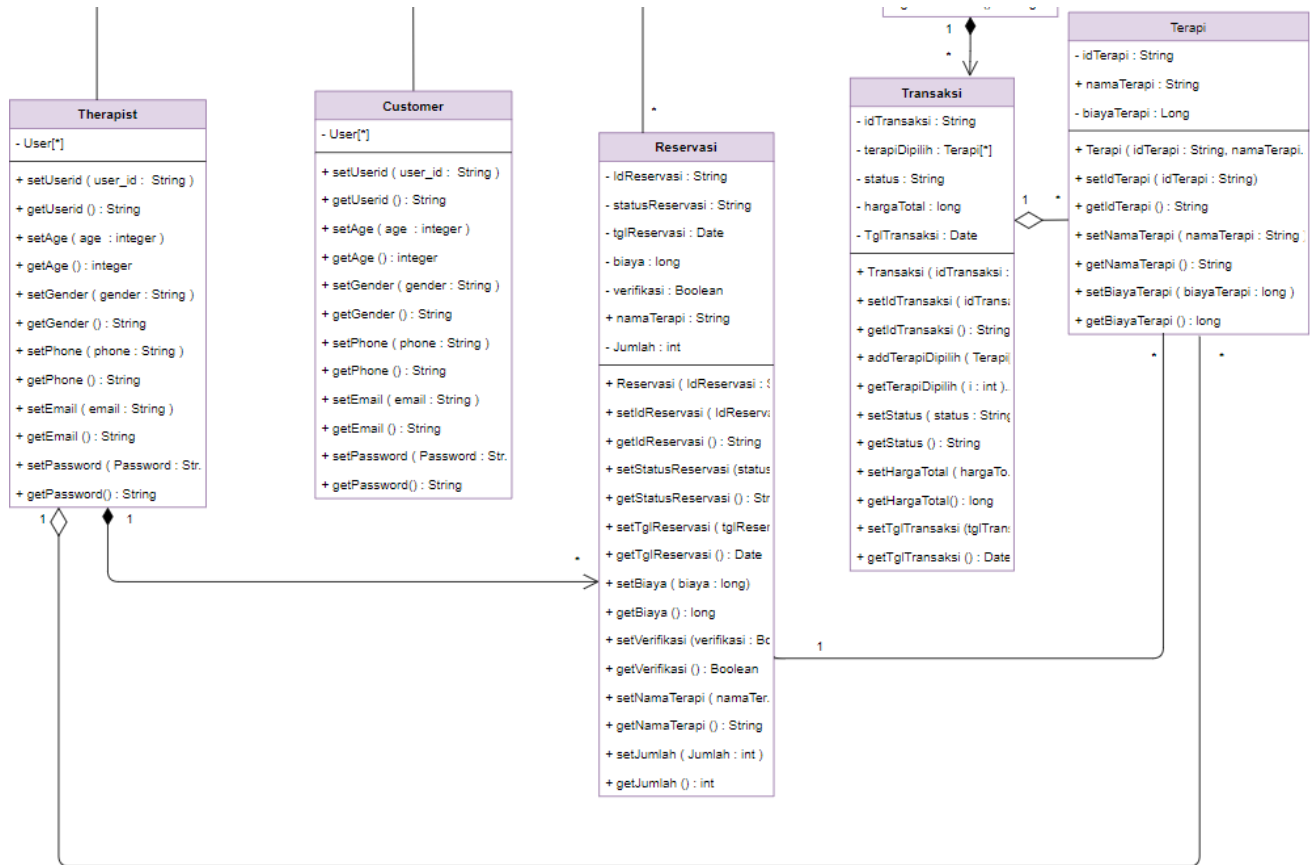 1
*
Therapist
- User[*]
+ setUserid ( user_id : String )
+ getUserid () : String
+ setAge ( age : integer )
+ getAge () : integer
+ setGender ( gender : String )
+ getGender () : String
+ setPhone ( phone : String )
+ getPhone () : String
+ setEmail ( email : String )
+ getEmail () : String
+ setPassword ( Password : Str.
+ getPassword() : String
1
1
Customer
- User[*]
+ setUserid ( user_id : String )
+ getUserid () : String
+ setAge ( age : integer )
+ getAge () : integer
+ setGender ( gender : String )
+ getGender () : String
+ setPhone ( phone : String )
+ getPhone () : String
+ setEmail ( email : String )
+ getEmail () : String
+ setPassword ( Password : Str.
+ getPassword() : String
*
*
Reservasi
- IdReservasi : String
- statusReservasi : String
- tglReservasi : Date
- biaya : long
- verifikasi : Boolean
+ namaTerapi : String
- Jumlah : int
+ Reservasi ( IdReservasi : S
+ setIdReservasi ( IdReserva
+ getIdReservasi () : String
+ setStatusReservasi (status
+ getStatusReservasi () : Str
+ setTglReservasi ( tglReser
+ getTglReservasi () : Date
+ setBiaya ( biaya : long)
+ getBiaya () : long
+ setVerifikasi (verifikasi : Bo
+ getVerifikasi () : Boolean
+ setNamaTerapi ( namaTer.
+ getNamaTerapi () : String
+ setJumlah ( Jumlah : int )
+ getJumlah () : int
1
Transaksi
- idTransaksi : String
- terapiDipilih : Terapi[*]
- status : String
- hargaTotal : long
- TglTransaksi : Date
+ Transaksi ( idTransaksi :
+ setIdTransaksi ( idTransa
+ getIdTransaksi () : String
+ addTerapiDipilih ( Terapi[
+ getTerapiDipilih ( i : int )..
+ setStatus ( status : String
+ getStatus () : String
+ setHargaTotal ( hargaTo.
+ getHargaTotal() : long
+ setTglTransaksi (tglTrans
+ getTglTransaksi () : Date
1
*
Terapi
- idTerapi : String
+ namaTerapi : String
- biayaTerapi : Long
+ Terapi ( idTerapi : String, namaTerapi.
+ setIdTerapi ( idTerapi : String)
+ getIdTerapi () : String
+ setNamaTerapi ( namaTerapi : String )
+ getNamaTerapi () : String
+ setBiayaTerapi ( biayaTerapi : long )
+ getBiayaTerapi () : long
*
*